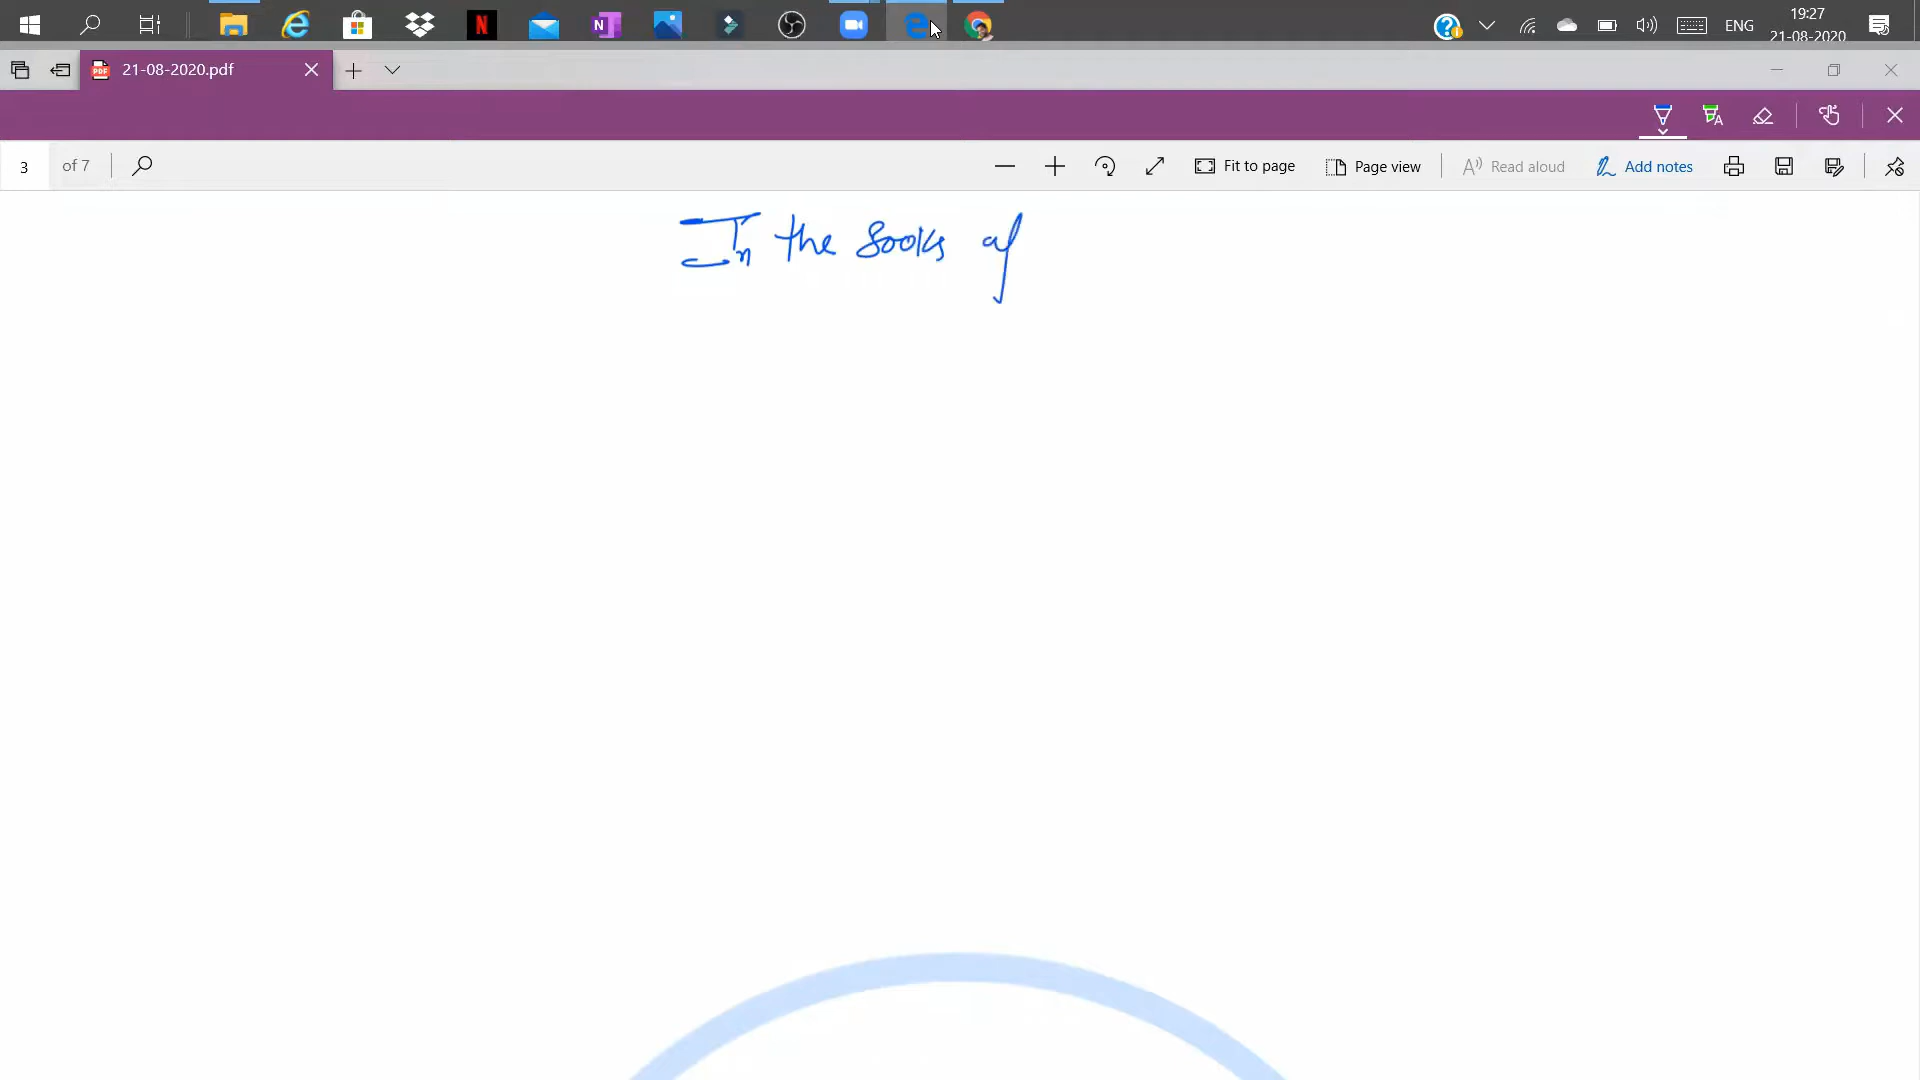 19:27
ENG
21-08-2020
21-08-2020.pdf
3 of 7
Fit to page
Page view
Read aloud
Add notes
In the Books of